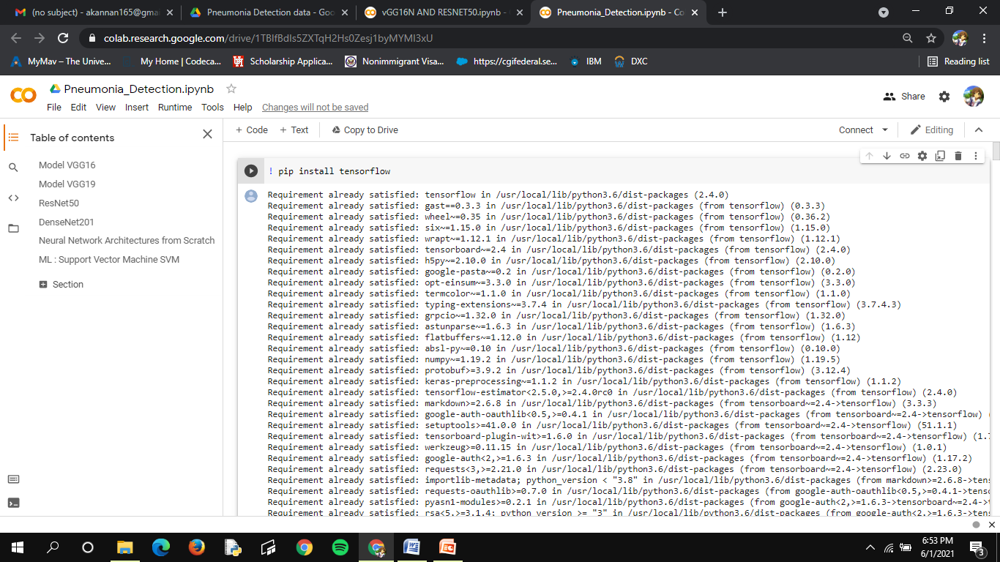 (no subject) - akannan165@gma
Pneumonia Detection data - Goo
vGG16N AND RESNET50.ipynb -
Pneumonia_Detection.ipynb - Co
colab.research.google.com/drive/
MyMav – The Unive...
My Home | Codeca...
Scholarship Applica...
Nonimmigrant Visa...
https://cgifederal.se...
IBM
DXC
Reading list
Pneumonia_Detection.ipynb
File Edit View Insert Runtime Tools Help Changes will not be saved
Share
Table of contents
+ Code + Text Copy to Drive
Connect
Editing
Model VGG16
Model VGG19
ResNet50
DenseNet201
Neural Network Architectures from Scratch
ML : Support Vector Machine SVM
Section
! pip install tensorflow
Requirement already satisfied: tensorflow in /usr/local/lib/python3.6/dist-packages (2.4.0)
Requirement already satisfied: gast==0.3.3 in /usr/local/lib/python3.6/dist-packages (from tensorflow) (0.3.3)
Requirement already satisfied: wheel~=0.35 in /usr/local/lib/python3.6/dist-packages (from tensorflow) (0.36.2)
Requirement already satisfied: six~=1.15.0 in /usr/local/lib/python3.6/dist-packages (from tensorflow) (1.15.0)
Requirement already satisfied: wrapt~=1.12.1 in /usr/local/lib/python3.6/dist-packages (from tensorflow) (1.12.1)
Requirement already satisfied: tensorboard~=2.4 in /usr/local/lib/python3.6/dist-packages (from tensorflow) (2.4.0)
Requirement already satisfied: h5py~=2.10.0 in /usr/local/lib/python3.6/dist-packages (from tensorflow) (2.10.0)
Requirement already satisfied: google-pasta~=0.2 in /usr/local/lib/python3.6/dist-packages (from tensorflow) (0.2.0)
Requirement already satisfied: opt-einsum~=3.3.0 in /usr/local/lib/python3.6/dist-packages (from tensorflow) (3.3.0)
Requirement already satisfied: termcolor~=1.1.0 in /usr/local/lib/python3.6/dist-packages (from tensorflow) (1.1.0)
Requirement already satisfied: typing-extensions~=3.7.4 in /usr/local/lib/python3.6/dist-packages (from tensorflow) (3.7.4.3)
Requirement already satisfied: grpcio~=1.32.0 in /usr/local/lib/python3.6/dist-packages (from tensorflow) (1.32.0)
Requirement already satisfied: astunparse~=1.6.3 in /usr/local/lib/python3.6/dist-packages (from tensorflow) (1.6.3)
Requirement already satisfied: flatbuffers~=1.12.0 in /usr/local/lib/python3.6/dist-packages (from tensorflow) (1.12)
Requirement already satisfied: absl-py~=0.10 in /usr/local/lib/python3.6/dist-packages (from tensorflow) (0.10.0)
Requirement already satisfied: numpy~=1.19.2 in /usr/local/lib/python3.6/dist-packages (from tensorflow) (1.19.5)
Requirement already satisfied: protobuf>=3.9.2 in /usr/local/lib/python3.6/dist-packages (from tensorflow) (3.12.4)
Requirement already satisfied: keras-preprocessing~=1.1.2 in /usr/local/lib/python3.6/dist-packages (from tensorflow) (1.1.2)
Requirement already satisfied: tensorflow-estimator<2.5.0,>=2.4.0rc0 in /usr/local/lib/python3.6/dist-packages (from tensorflow) (2.4.0)
Requirement already satisfied: markdown>=2.6.8 in /usr/local/lib/python3.6/dist-packages (from tensorboard~=2.4->tensorflow) (3.3.3)
Requirement already satisfied: google-auth-oauthlib<0.5,>=0.4.1 in /usr/local/lib/python3.6/dist-packages (from tensorboard~=2.4->tensorflow) (
Requirement already satisfied: setuptools>=41.0.0 in /usr/local/lib/python3.6/dist-packages (from tensorboard~=2.4->tensorflow) (51.1.1)
Requirement already satisfied: tensorboard-plugin-wit>=1.6.0 in /usr/local/lib/python3.6/dist-packages (from tensorboard~=2.4->tensorflow) (1.7
Requirement already satisfied: werkzeug>=0.11.15 in /usr/local/lib/python3.6/dist-packages (from tensorboard~=2.4->tensorflow) (1.0.1)
Requirement already satisfied: google-auth<2,>=1.6.3 in /usr/local/lib/python3.6/dist-packages (from tensorboard~=2.4->tensorflow) (1.17.2)
Requirement already satisfied: requests<3,>=2.21.0 in /usr/local/lib/python3.6/dist-packages (from tensorboard~=2.4->tensorflow) (2.23.0)
Requirement already satisfied: importlib-metadata; python_version < "3.8" in /usr/local/lib/python3.6/dist-packages (from markdown>=2.6.8->tens
Requirement already satisfied: requests-oauthlib>=0.7.0 in /usr/local/lib/python3.6/dist-packages (from google-auth-oauthlib<0.5,>=0.4.1->tenso
Requirement already satisfied: pyasn1-modules>=0.2.1 in /usr/local/lib/python3.6/dist-packages (from google-auth<2,>=1.6.3->tensorboard~=2.4->t
Requirement already satisfied: rsa<5,>=3.1.4; python_version >= "3" in /usr/local/lib/python3.6/dist-packages (from google-auth<2,>=1.6.3->tens
6:53 PM
6/1/2021
3